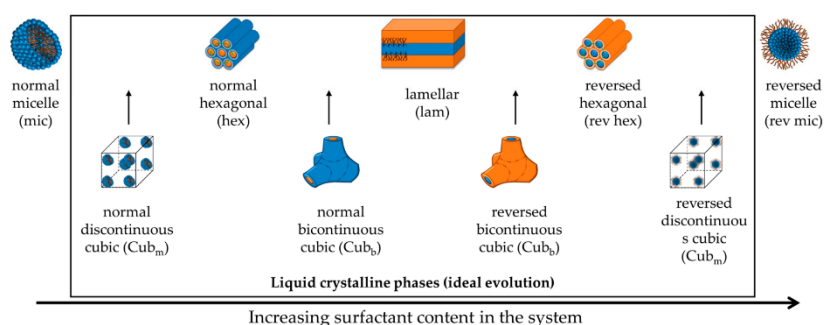 normal
micelle
(mic)
normal
hexagonal
(hex)
lamellar
(lam)
reversed
hexagonal
(rev hex)
reversed
micelle
(rev mic)
normal
discontinuous
cubic (Cubₘ)
normal
bicontinuous
cubic (Cub_b)
reversed
bicontinuous
cubic (Cub_b)
reversed
discontinuou
s cubic
(Cubₘ)
Liquid crystalline phases (ideal evolution)
Increasing surfactant content in the system